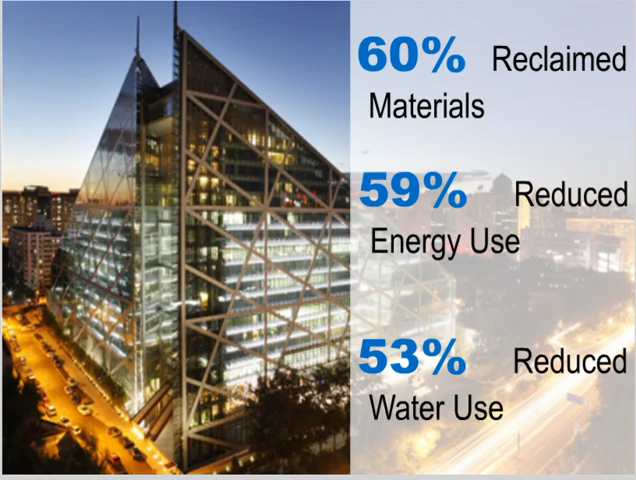 60% Reclaimed
Materials
59% Reduced
Energy Use
53% Reduced
Water Use